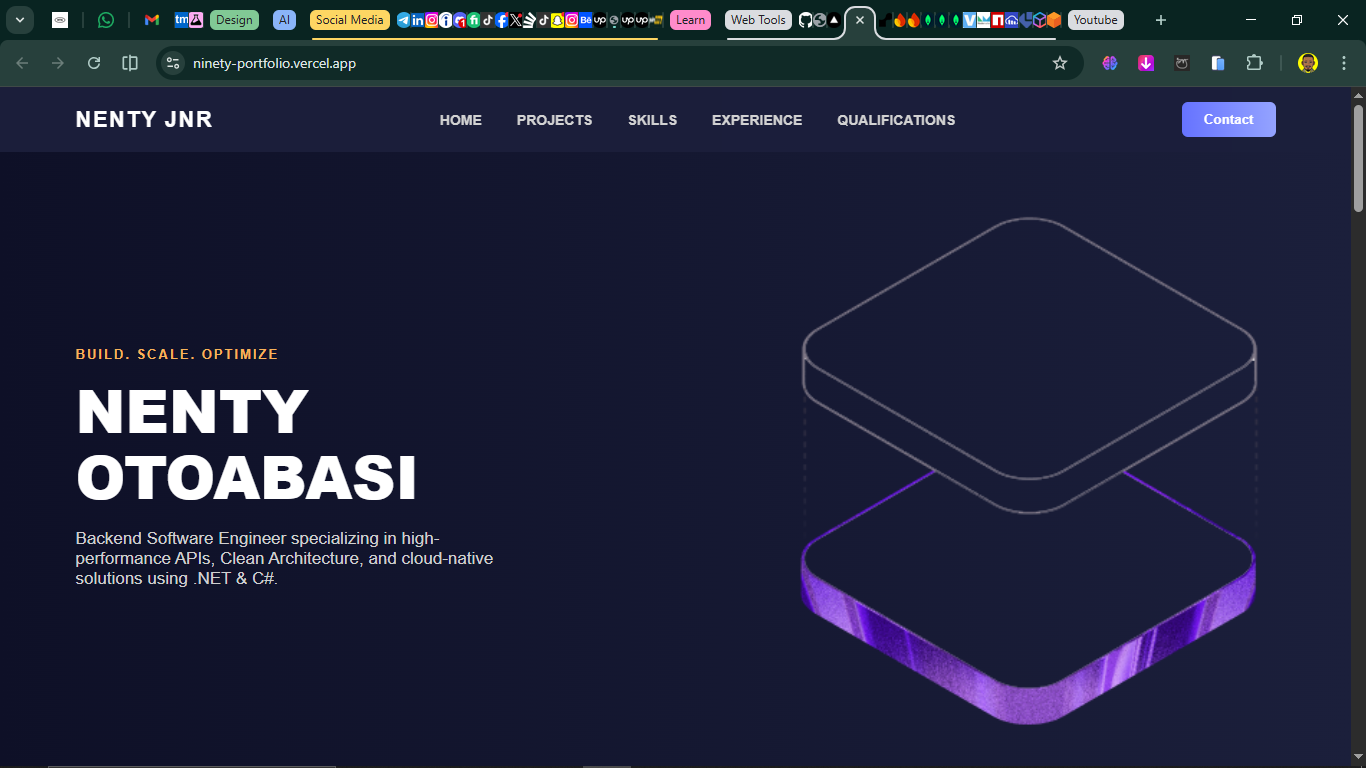 tm
Design
AI
Social Media
Learn
Web Tools
Youtube
ninety-portfolio.vercel.app
NENTY JNR
HOME
PROJECTS
SKILLS
EXPERIENCE
QUALIFICATIONS
Contact
BUILD. SCALE. OPTIMIZE
NENTY
OTOABASI
Backend Software Engineer specializing in high-
performance APIs, Clean Architecture, and cloud-native
solutions using .NET & C#.